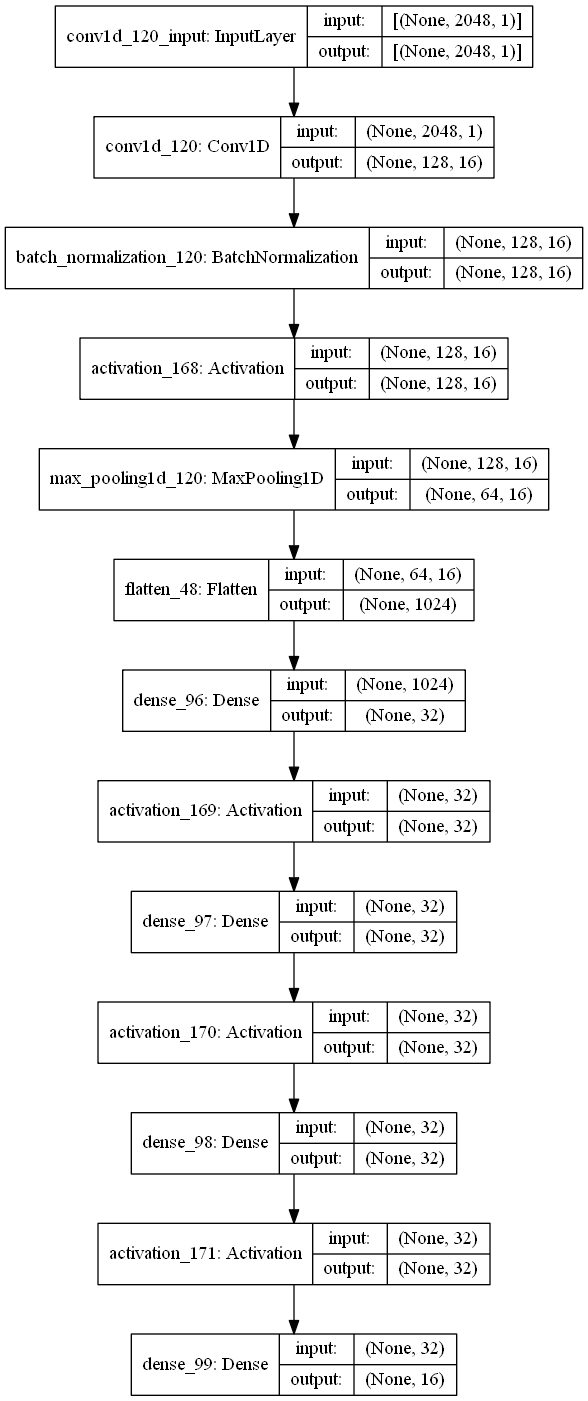 conv1d_120_input: InputLayer
input: [(None, 2048, 1)]
output: [(None, 2048, 1)]
conv1d_120: Conv1D
input: (None, 2048, 1)
output: (None, 128, 16)
batch_normalization_120: BatchNormalization
input: (None, 128, 16)
output: (None, 128, 16)
activation_168: Activation
input: (None, 128, 16)
output: (None, 128, 16)
max_pooling1d_120: MaxPooling1D
input: (None, 128, 16)
output: (None, 64, 16)
flatten_48: Flatten
input: (None, 64, 16)
output: (None, 1024)
dense_96: Dense
input: (None, 1024)
output: (None, 32)
activation_169: Activation
input: (None, 32)
output: (None, 32)
dense_97: Dense
input: (None, 32)
output: (None, 32)
activation_170: Activation
input: (None, 32)
output: (None, 32)
dense_98: Dense
input: (None, 32)
output: (None, 32)
activation_171: Activation
input: (None, 32)
output: (None, 32)
dense_99: Dense
input: (None, 32)
output: (None, 16)